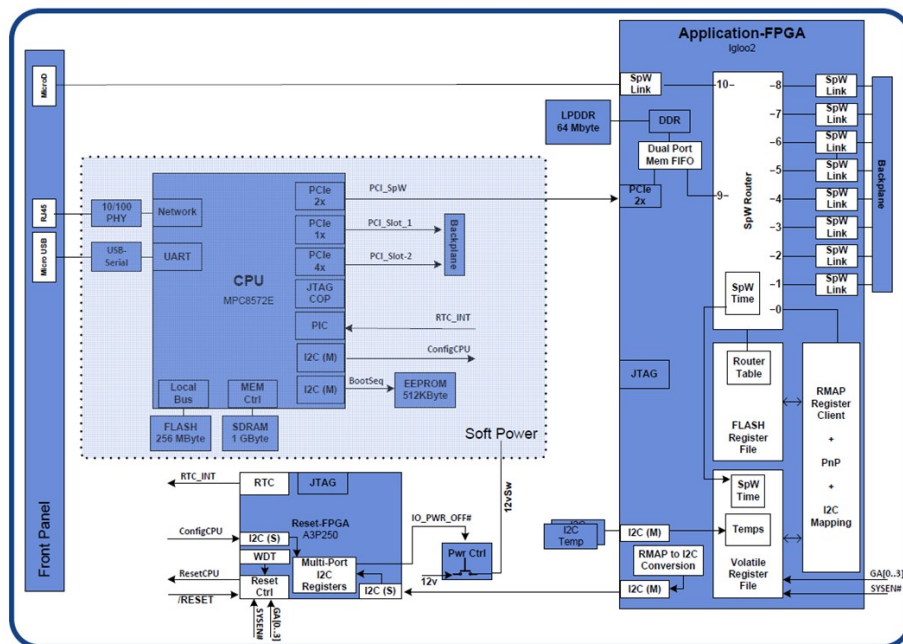 Application-FPGA
Igloo2
MicroD
SpW
Link
10
8
SpW
Link
LPDDR
64 Mbyte
DDR
7
SpW
Link
Dual Port
Mem FIFO
6
SpW
Link
5
SpW
Link
PCIe
2x
9
SpW Router
4
SpW
Link
3
SpW
Link
2
SpW
Link
1
SpW
Link
0
Backplane
SpW
Time
RJ45
10/100
PHY
Network
Micro USB
USB-
Serial
UART
CPU
MPC8572E
PCIe
2x
PCI_SpW
PCIe
1x
PCI_Slot_1
PCIe
4x
PCI_Slot-2
Backplane
JTAG
COP
PIC
RTC_INT
I2C (M)
ConfigCPU
I2C (M)
BootSeq
EEPROM
512KByte
Local
Bus
MEM
Ctrl
FLASH
256 MByte
SDRAM
1 GByte
Soft Power
JTAG
Router
Table
FLASH
Register
File
RMAP
Register
Client
+
PnP
+
I2C
Mapping
Front Panel
RTC_INT
RTC
JTAG
Reset-FPGA
A3P250
IO_PWR_OFF#
12vSw
ConfigCPU
I2C (S)
WDT
Multi-Port
I2C
Registers
Pwr Ctrl
12v
ResetCPU
Reset
Ctrl
I2C (S)
/RESET
SYSEN#
GA[0..3]
I2C
Temp
I2C (M)
SpW
Time
Temps
RMAP to I2C
Conversion
I2C (M)
Volatile
Register
File
GA[0..3]
SYSEN#